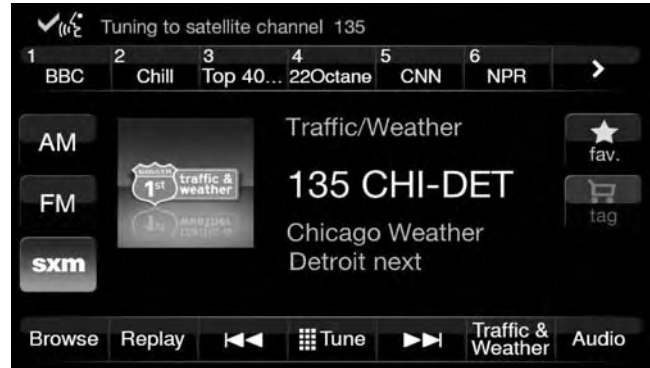 Tuning to satellite channel 135
1 2 3 4 5 6
BBC Chill Top 40... 22Octane CNN NPR
AM
FM
sxm
1st traffic & weather
Traffic/Weather
135 CHI-DET
Chicago Weather
Detroit next
fav.
tag
Browse Replay Tune Traffic & Weather Audio